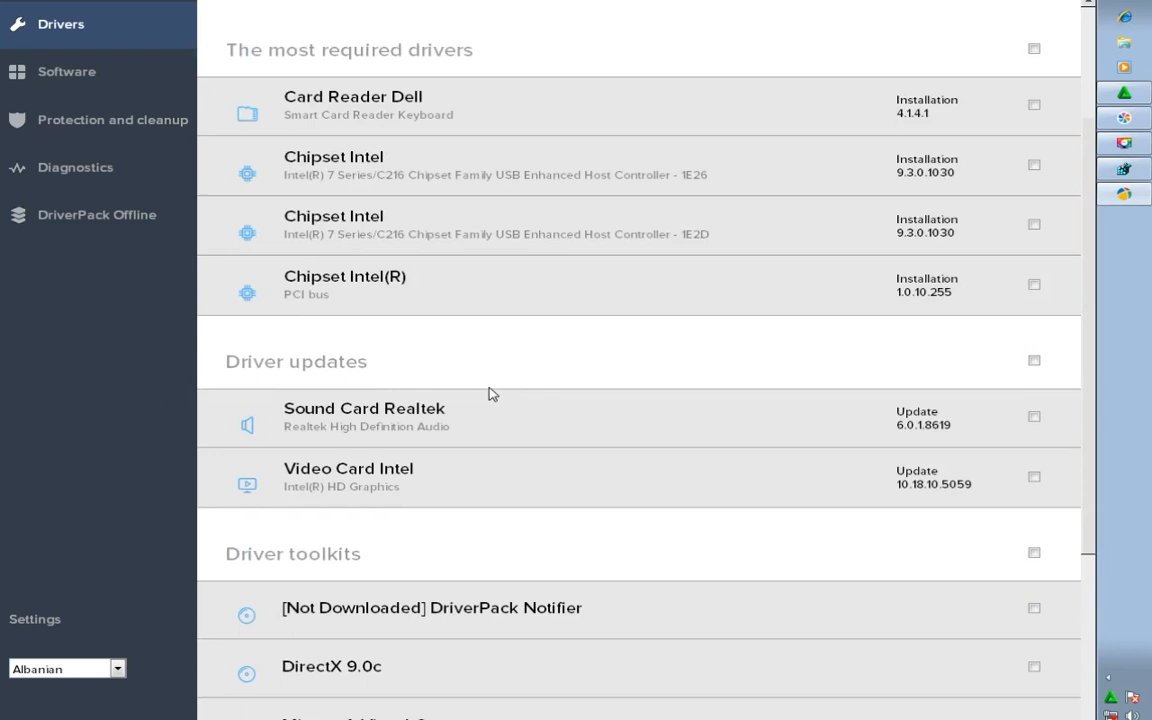 Drivers
Software
Protection and cleanup
Diagnostics
DriverPack Offline
Settings
Albanian
The most required drivers
Card Reader Dell
Smart Card Reader Keyboard
Installation
4.1.4.1
Chipset Intel
Intel(R) 7 Series/C216 Chipset Family USB Enhanced Host Controller - 1E26
Installation
9.3.0.1030
Chipset Intel
Intel(R) 7 Series/C216 Chipset Family USB Enhanced Host Controller - 1E2D
Installation
9.3.0.1030
Chipset Intel(R)
PCI bus
Installation
1.0.10.255
Driver updates
Sound Card Realtek
Realtek High Definition Audio
Update
6.0.1.8619
Video Card Intel
Intel(R) HD Graphics
Update
10.18.10.5059
Driver toolkits
[Not Downloaded] DriverPack Notifier
DirectX 9.0c